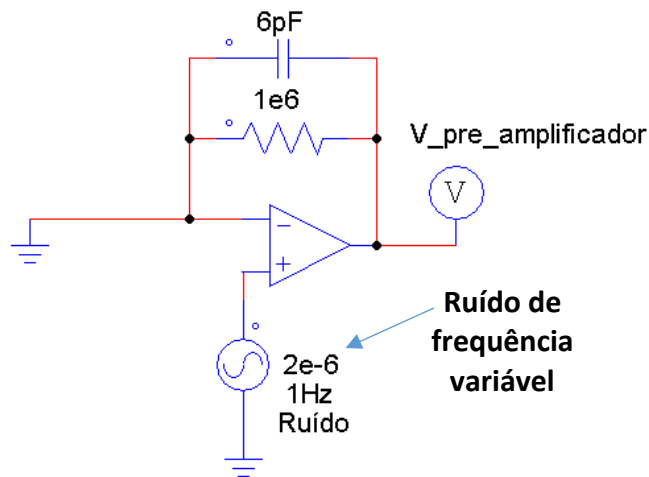 6pF
1e6
V_pre_amplificador
V
−
+
2e-6
1Hz
Ruído
Ruído de
frequência
variável